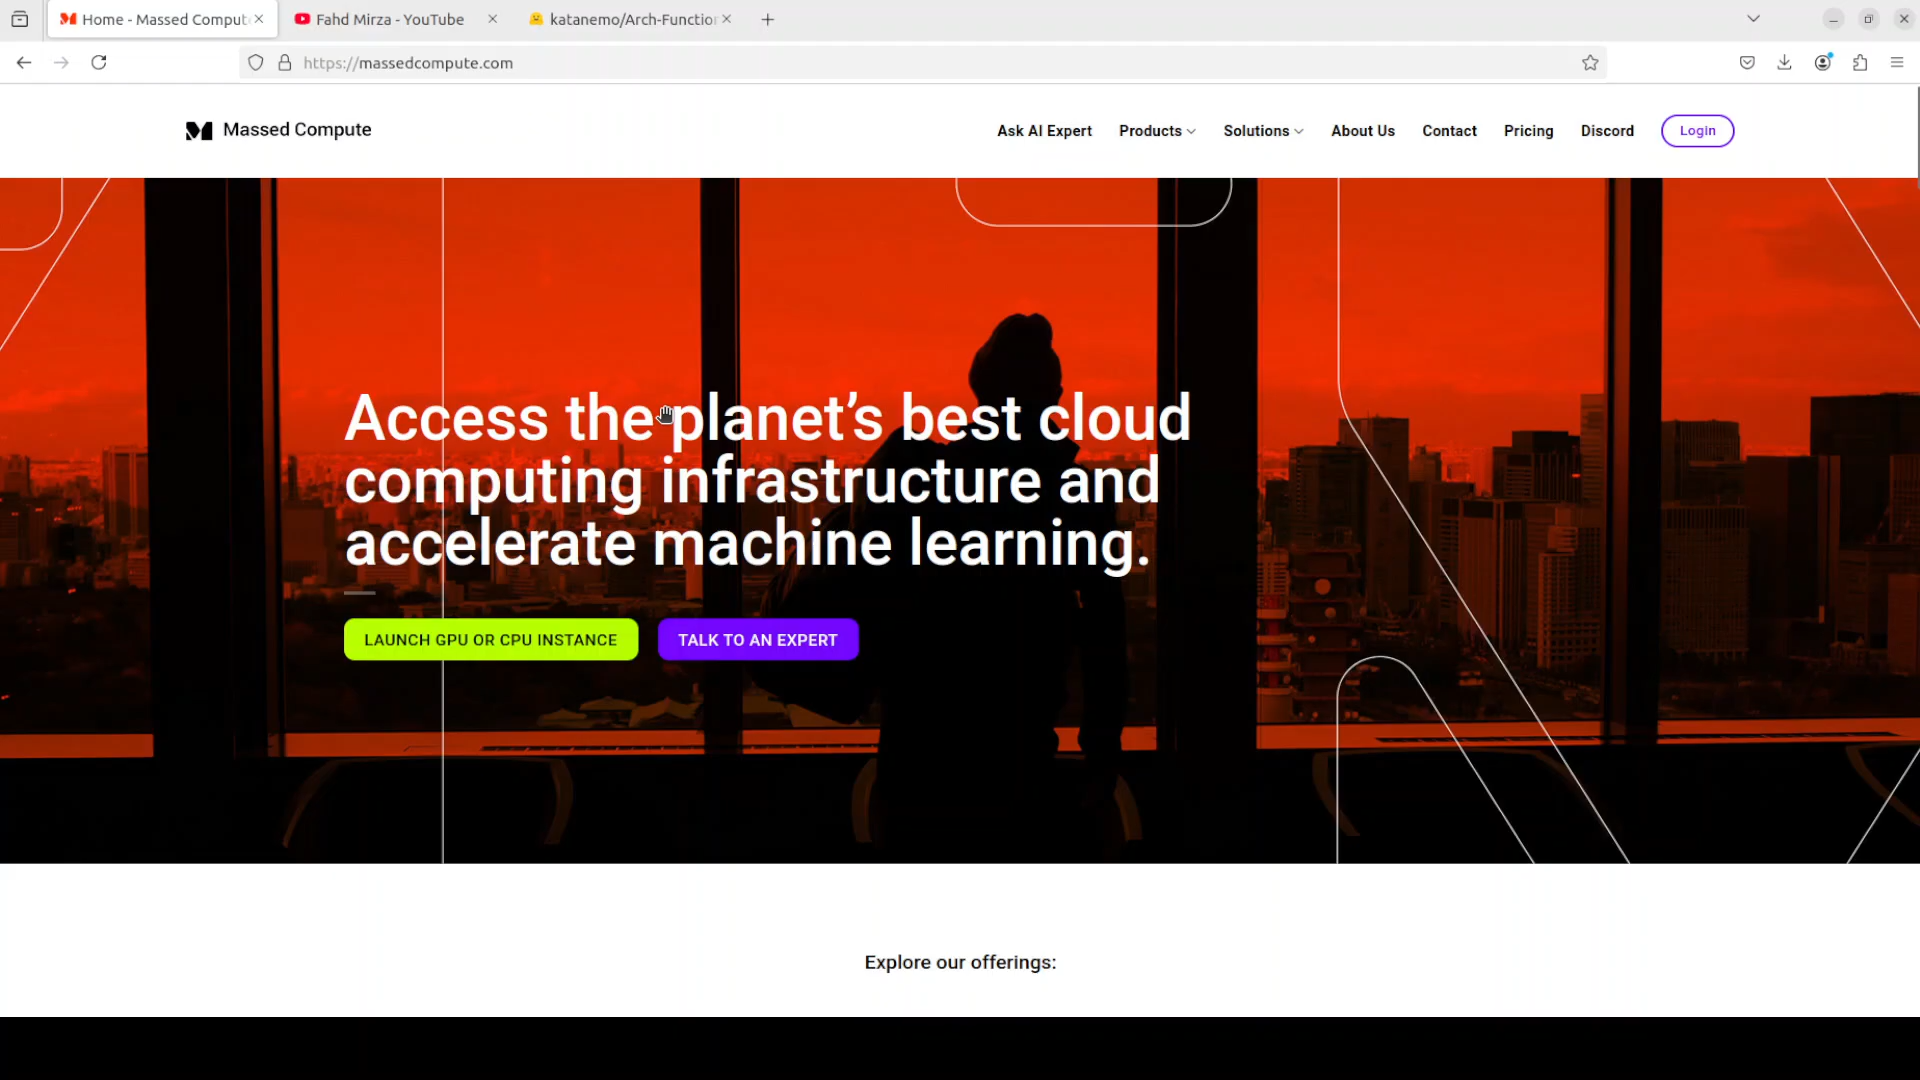 Home - Massed Comput
Fahd Mirza - YouTube
katanemo/Arch-Functio
https://massedcompute.com
Massed Compute
Ask AI Expert
Products
Solutions
About Us
Contact
Pricing
Discord
Login
Access the planet’s best cloud
computing infrastructure and
accelerate machine learning.
LAUNCH GPU OR CPU INSTANCE
TALK TO AN EXPERT
Explore our offerings: